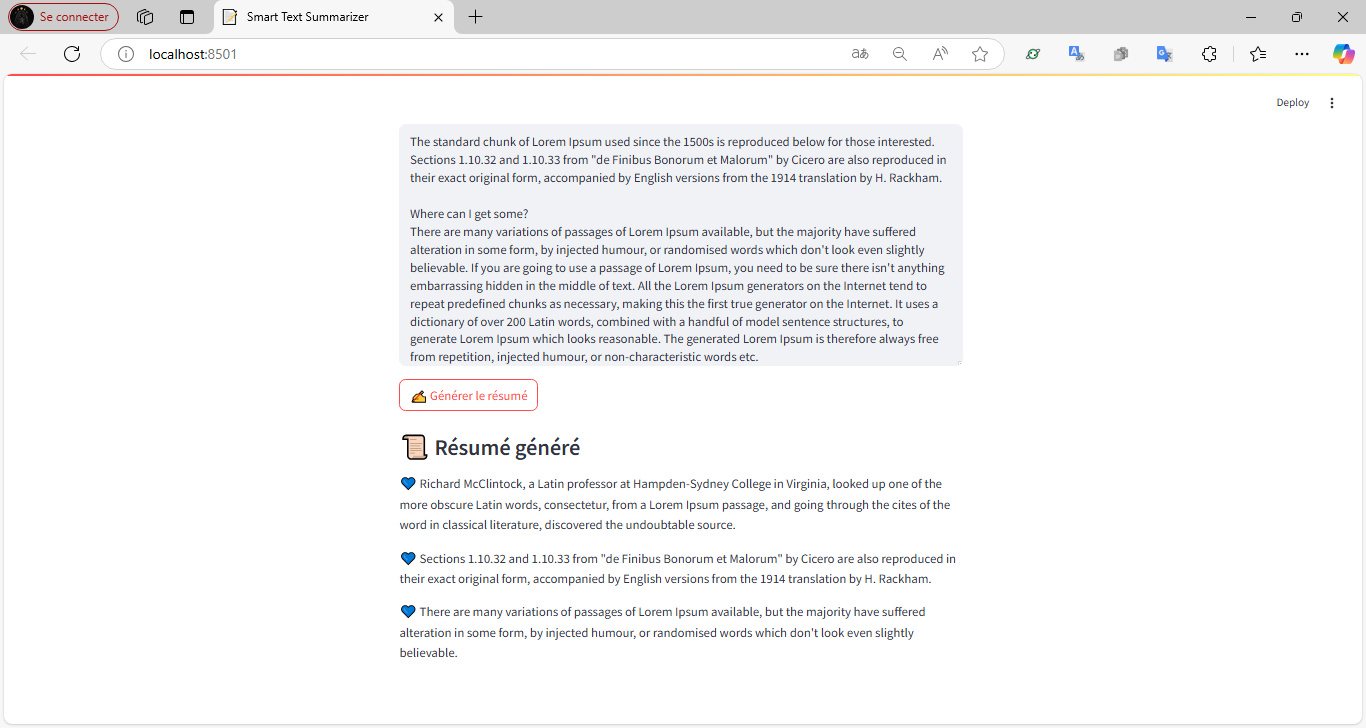 Se connecter
Smart Text Summarizer
localhost:8501
Deploy
The standard chunk of Lorem Ipsum used since the 1500s is reproduced below for those interested.
Sections 1.10.32 and 1.10.33 from "de Finibus Bonorum et Malorum" by Cicero are also reproduced in
their exact original form, accompanied by English versions from the 1914 translation by H. Rackham.
Where can I get some?
There are many variations of passages of Lorem Ipsum available, but the majority have suffered
alteration in some form, by injected humour, or randomised words which don't look even slightly
believable. If you are going to use a passage of Lorem Ipsum, you need to be sure there isn't anything
embarrassing hidden in the middle of text. All the Lorem Ipsum generators on the Internet tend to
repeat predefined chunks as necessary, making this the first true generator on the Internet. It uses a
dictionary of over 200 Latin words, combined with a handful of model sentence structures, to
generate Lorem Ipsum which looks reasonable. The generated Lorem Ipsum is therefore always free
from repetition, injected humour, or non-characteristic words etc.
✍️ Générer le résumé
📜 Résumé généré
💙 Richard McClintock, a Latin professor at Hampden-Sydney College in Virginia, looked up one of the
more obscure Latin words, consectetur, from a Lorem Ipsum passage, and going through the cites of the
word in classical literature, discovered the undoubtable source.
💙 Sections 1.10.32 and 1.10.33 from "de Finibus Bonorum et Malorum" by Cicero are also reproduced in
their exact original form, accompanied by English versions from the 1914 translation by H. Rackham.
💙 There are many variations of passages of Lorem Ipsum available, but the majority have suffered
alteration in some form, by injected humour, or randomised words which don't look even slightly
believable.